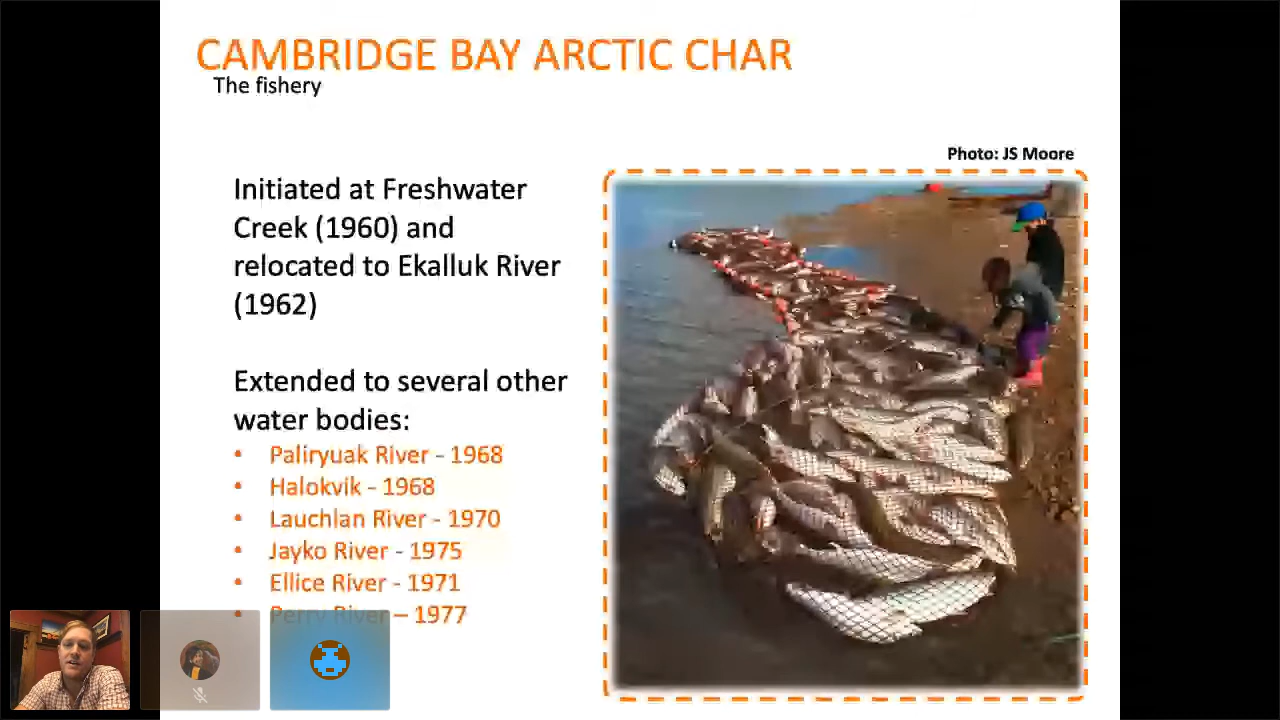 CAMBRIDGE BAY ARCTIC CHAR
The fishery
Photo: JS Moore
Initiated at Freshwater
Creek (1960) and
relocated to Ekalluk River
(1962)
Extended to several other
water bodies:
• Paliryuak River - 1968
• Halokvik - 1968
• Lauchlan River - 1970
• Jayko River - 1975
• Ellice River - 1971
• Perry River – 1977